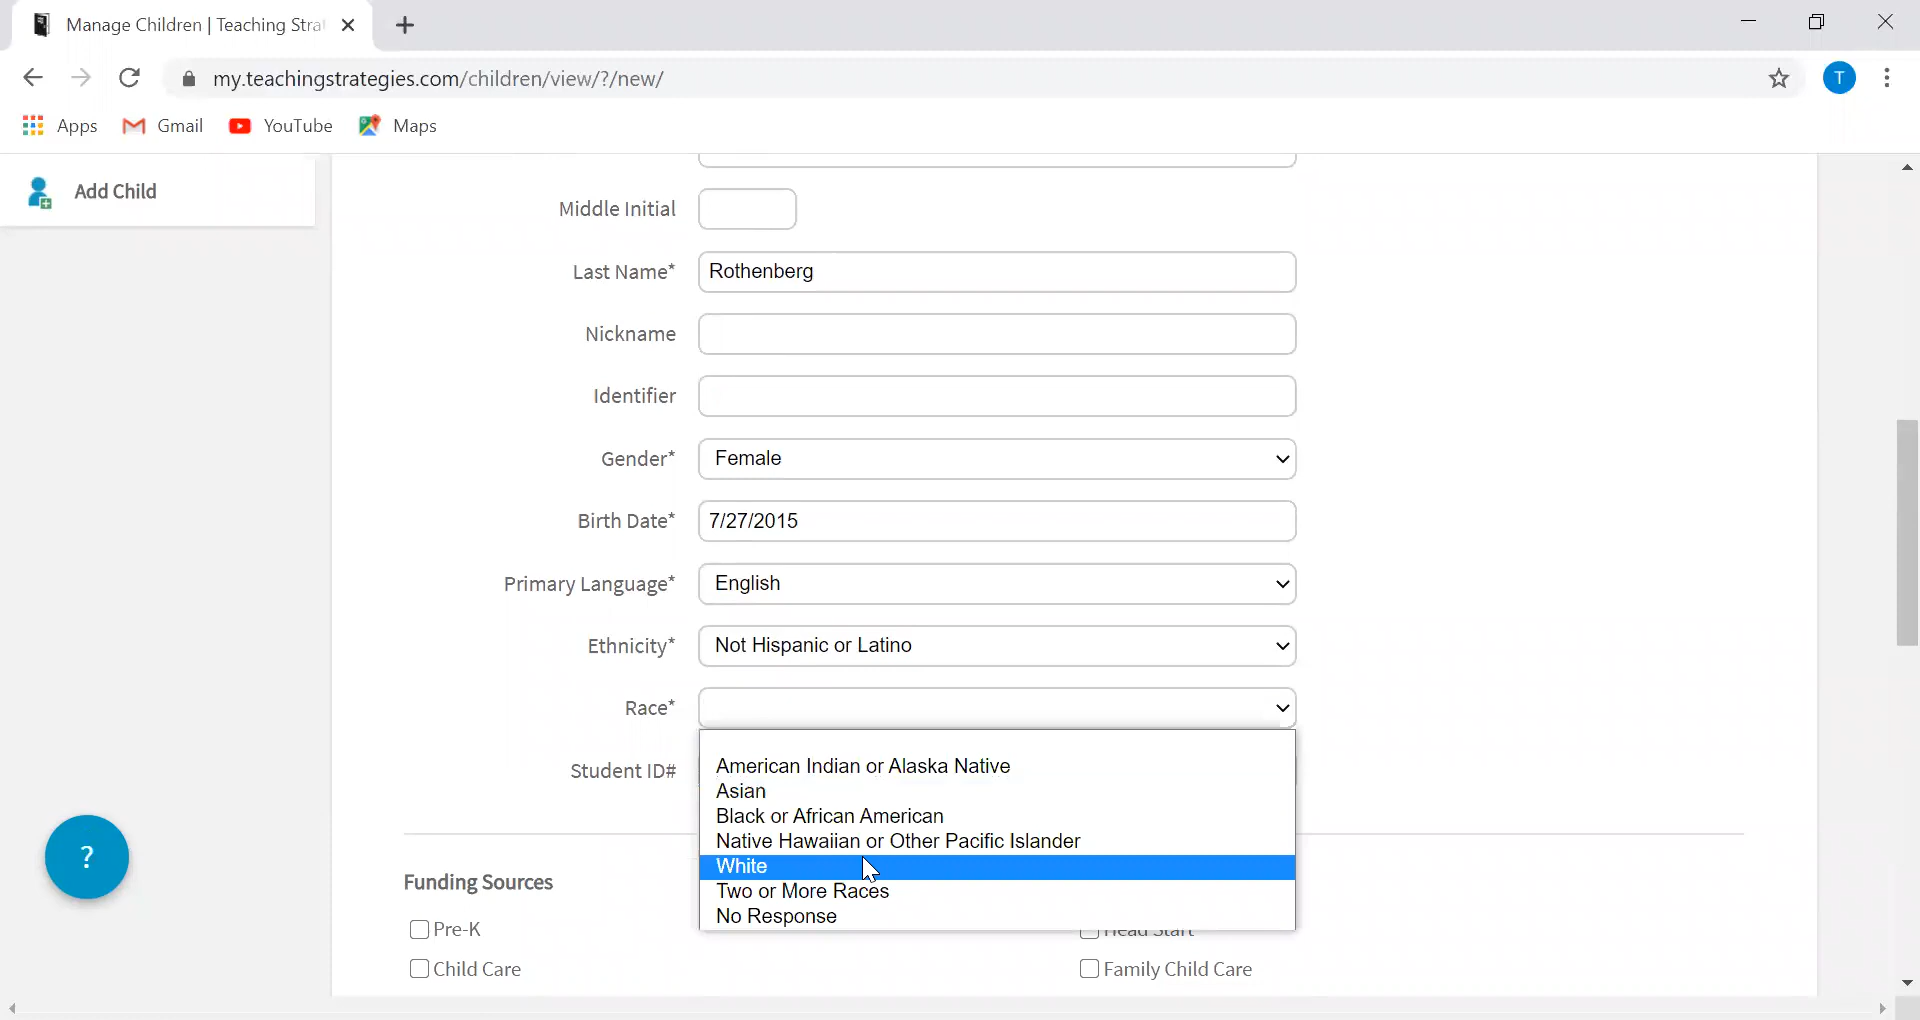 Manage Children | Teaching Stra
my.teachingstrategies.com/children/view/?/new/
T
Apps
Gmail
YouTube
Maps
Add Child
Middle Initial
Last Name*
Rothenberg
Nickname
Identifier
Gender*
Female
Birth Date*
7/27/2015
Primary Language*
English
Ethnicity*
Not Hispanic or Latino
Race*
American Indian or Alaska Native
Student ID#
Asian
Black or African American
Native Hawaiian or Other Pacific Islander
White
Two or More Races
No Response
?
Funding Sources
Pre-K
Head Start
Child Care
Family Child Care